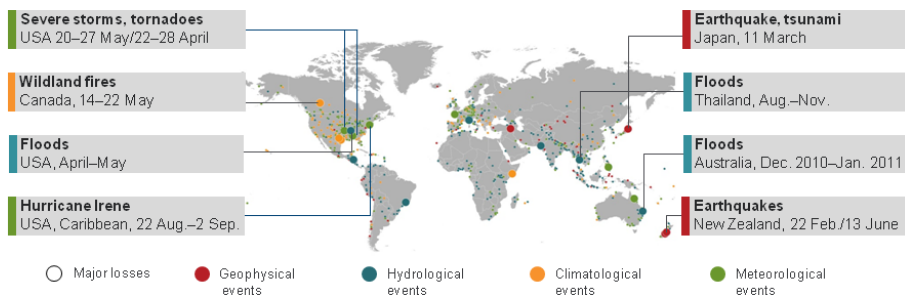 Severe storms, tornadoes
USA 20–27 May/22–28 April
Wildland fires
Canada, 14–22 May
Floods
USA, April–May
Hurricane Irene
USA, Caribbean, 22 Aug.–2 Sep.
Earthquake, tsunami
Japan, 11 March
Floods
Thailand, Aug.–Nov.
Floods
Australia, Dec. 2010–Jan. 2011
Earthquakes
New Zealand, 22 Feb./13 June
Major losses
Geophysical
events
Hydrological
events
Climatological
events
Meteorological
events